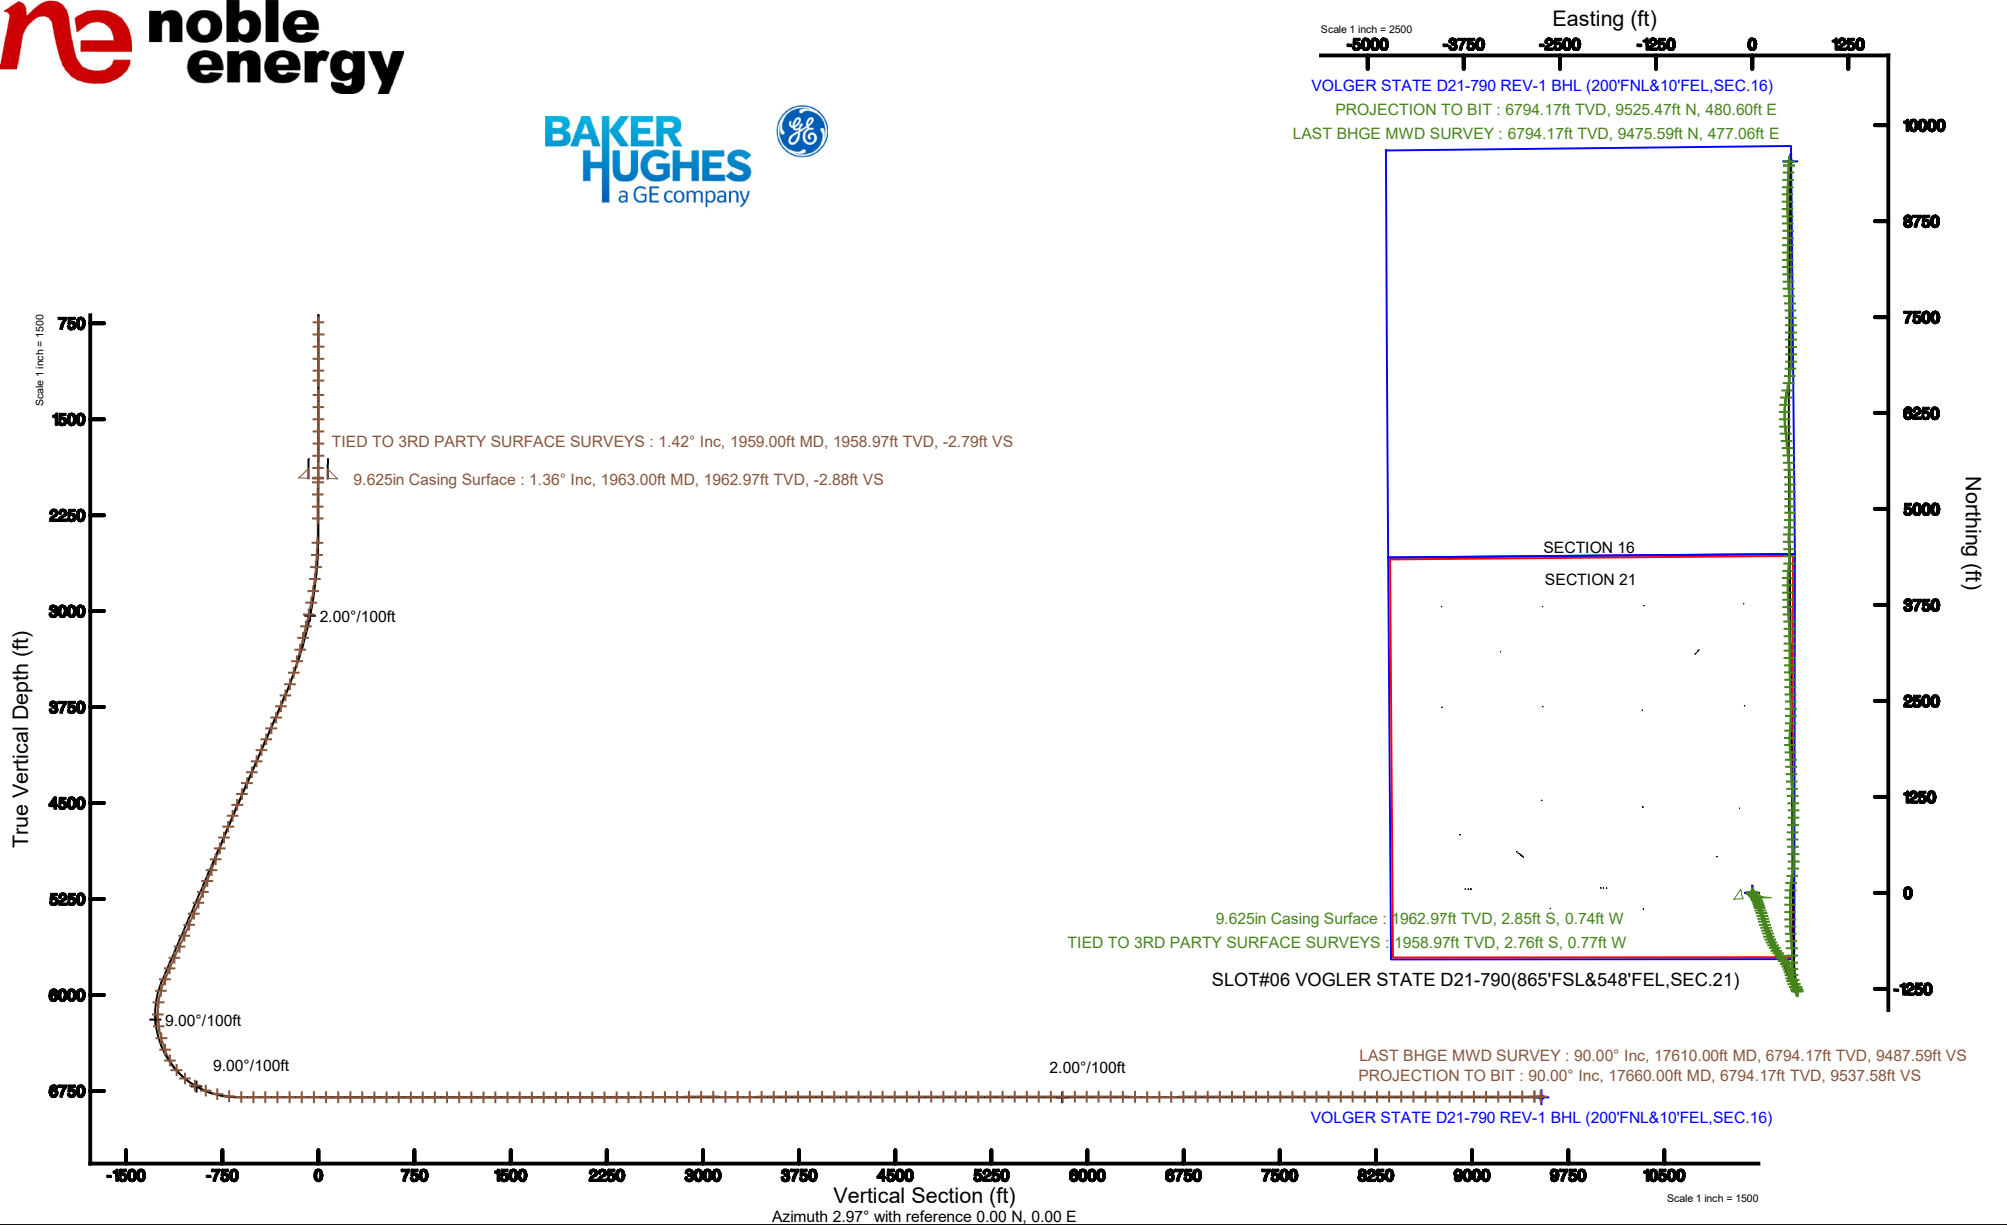 noble
energy
BAKER
HUGHES
a GE company
Easting (ft)
Scale 1 inch = 2500
-5000 -3750 -2500 -1250 0 1250
VOLGER STATE D21-790 REV-1 BHL (200'FNL&10'FEL,SEC.16)
PROJECTION TO BIT : 6794.17ft TVD, 9525.47ft N, 480.60ft E
LAST BHGE MWD SURVEY : 6794.17ft TVD, 9475.59ft N, 477.06ft E
10000
8750
7500
6250
5000
3750
2500
1250
0
-1250
Northing (ft)
SECTION 16
SECTION 21
9.625in Casing Surface : 1962.97ft TVD, 2.85ft S, 0.74ft W
TIED TO 3RD PARTY SURFACE SURVEYS : 1958.97ft TVD, 2.76ft S, 0.77ft W
SLOT#06 VOGLER STATE D21-790(865'FSL&548'FEL,SEC.21)
Scale 1 inch = 1500
True Vertical Depth (ft)
750
1500
2250
3000
3750
4500
5250
6000
6750
TIED TO 3RD PARTY SURFACE SURVEYS : 1.42° Inc, 1959.00ft MD, 1958.97ft TVD, -2.79ft VS
9.625in Casing Surface : 1.36° Inc, 1963.00ft MD, 1962.97ft TVD, -2.88ft VS
2.00°/100ft
9.00°/100ft
9.00°/100ft
2.00°/100ft
LAST BHGE MWD SURVEY : 90.00° Inc, 17610.00ft MD, 6794.17ft TVD, 9487.59ft VS
PROJECTION TO BIT : 90.00° Inc, 17660.00ft MD, 6794.17ft TVD, 9537.58ft VS
VOLGER STATE D21-790 REV-1 BHL (200'FNL&10'FEL,SEC.16)
-1500 -750 0 750 1500 2250 3000 3750 4500 5250 6000 6750 7500 8250 9000 9750 10500
Vertical Section (ft)
Scale 1 inch = 1500
Azimuth 2.97° with reference 0.00 N, 0.00 E